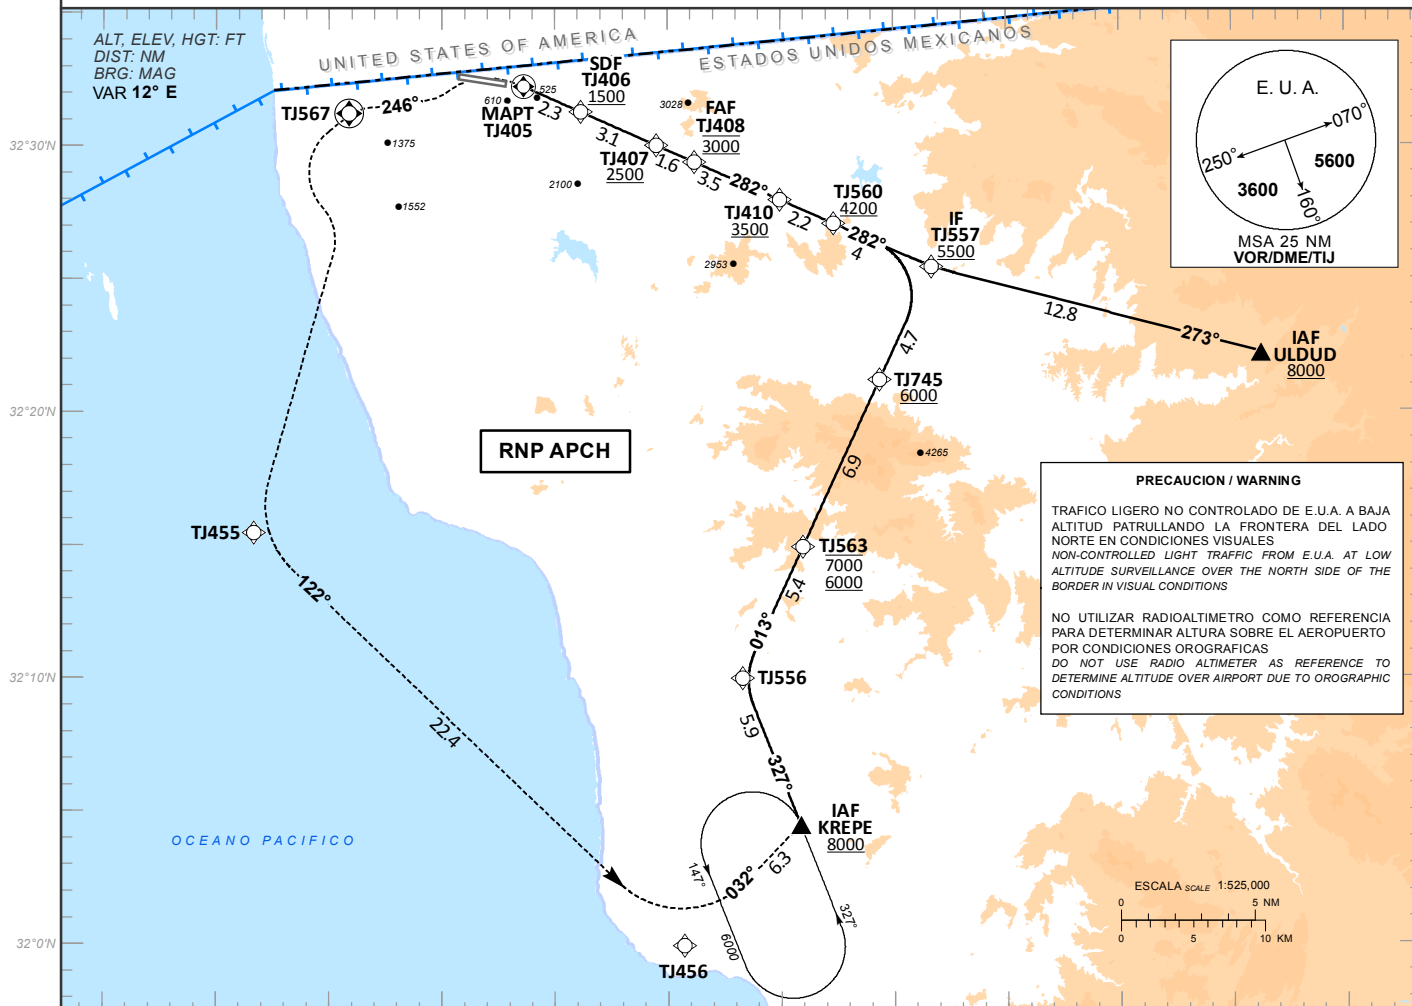 ALT, ELEV, HGT: FT
DIST: NM
BRG: MAG
VAR 12° E
UNITED STATES OF AMERICA
ESTADOS UNIDOS MEXICANOS
E. U. A.
070°
250°
160°
5600
3600
MSA 25 NM
VOR/DME/TIJ
TJ567
246°
610
525
MAPT
TJ405
2.3
SDF
TJ406
1500
3.1
TJ407
2500
1.6
3028
FAF
TJ408
3000
3.5
282°
TJ410
3500
2.2
TJ560
4200
282°
4
IF
TJ557
5500
12.8
273°
IAF
ULDUD
8000
1375
1552
2100
2953
4.7
TJ745
6000
4265
6.9
RNP APCH
TJ563
7000
6000
5.4
013°
TJ556
5.9
327°
IAF
KREPE
8000
6.3
032°
147°
327°
6000
TJ455
122°
22.4
TJ456
OCEANO PACIFICO
32°30'N
32°20'N
32°10'N
32°0'N
PRECAUCION / WARNING
TRAFICO LIGERO NO CONTROLADO DE E.U.A. A BAJA
ALTITUD PATRULLANDO LA FRONTERA DEL LADO
NORTE EN CONDICIONES VISUALES
NON-CONTROLLED LIGHT TRAFFIC FROM E.U.A. AT LOW
ALTITUDE SURVEILLANCE OVER THE NORTH SIDE OF THE
BORDER IN VISUAL CONDITIONS
NO UTILIZAR RADIOALTIMETRO COMO REFERENCIA
PARA DETERMINAR ALTURA SOBRE EL AEROPUERTO
POR CONDICIONES OROGRAFICAS
DO NOT USE RADIO ALTIMETER AS REFERENCE TO
DETERMINE ALTITUDE OVER AIRPORT DUE TO OROGRAPHIC
CONDITIONS
ESCALA SCALE 1:525,000
0 5 NM
0 5 10 KM